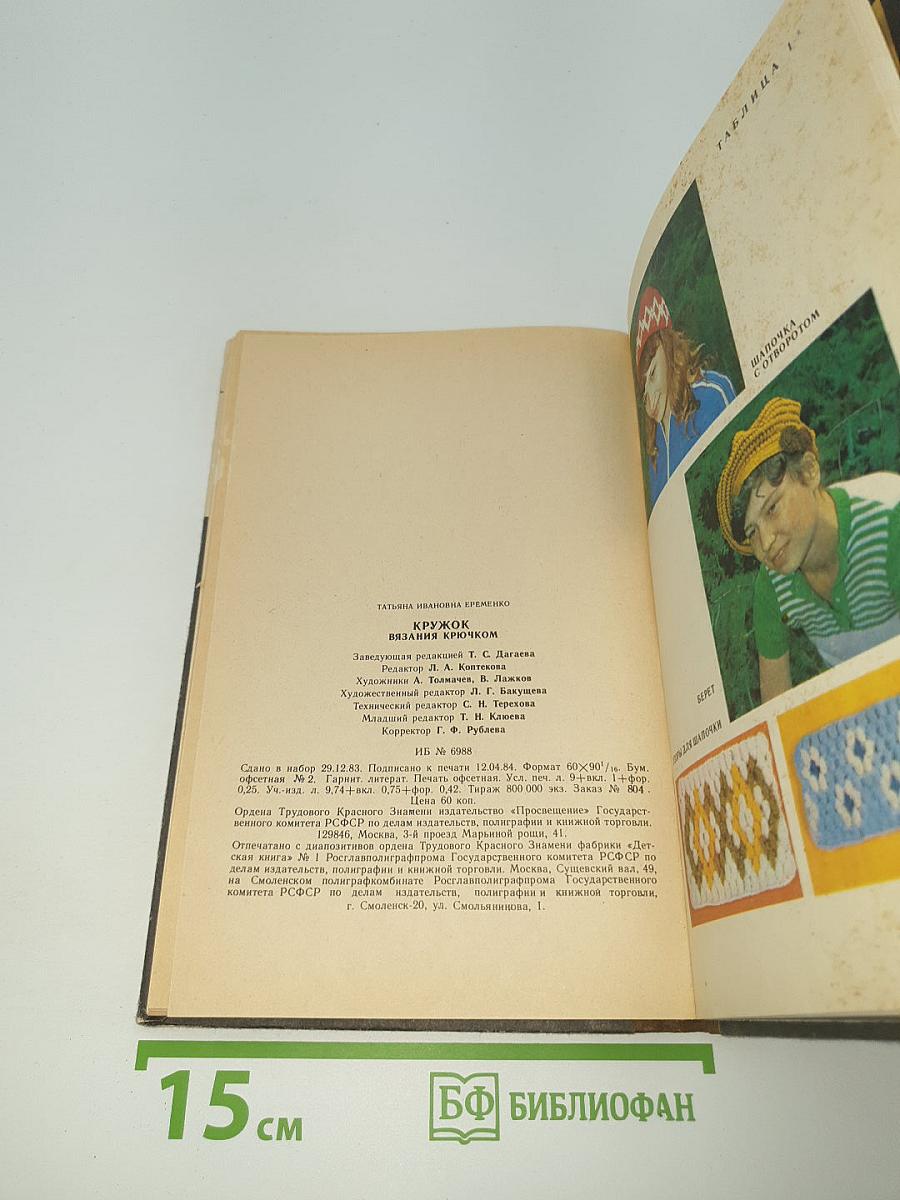 ТАТЬЯНА ИВАНОВНА ЕРЕМЕНКО
КРУЖОК
ВЯЗАНИЯ КРЮЧКОМ
Заведующая редакцией Т. С. Дагаева
Редактор Л. А. Коптекова
Художники А. Толмачев, В. Лажков
Художественный редактор Л. Г. Бакущева
Технический редактор С. Н. Терехова
Младший редактор Т. Н. Клюева
Корректор Г. Ф. Рублева
ИБ № 6988
Сдано в набор 29.12.83. Подписано к печати 12.04.84. Формат 60×90¹/₁₆. Бум.
офсетная № 2. Гарнит. литерат. Печать офсетная. Усл. печ. л. 9+вкл. 1+фор.
0,25. Уч.-изд. л. 9,74+вкл. 0,75+фор. 0,42. Тираж 800 000 экз. Заказ № 804.
Цена 60 коп.
Ордена Трудового Красного Знамени издательство «Просвещение» Государст-
венного комитета РСФСР по делам издательств, полиграфии и книжной торговли.
129846, Москва, 3-й проезд Марьиной рощи, 41.
Отпечатано с диапозитивов ордена Трудового Красного Знамени фабрики «Дет-
ская книга» № 1 Росглавполиграфпрома Государственного комитета РСФСР по
делам издательств, полиграфии и книжной торговли. Москва, Сущевский вал, 49,
на Смоленском полиграфкомбинате Росглавполиграфпрома Государственного
комитета РСФСР по делам издательств, полиграфии и книжной торговли,
г. Смоленск-20, ул. Смольянинова, 1.
ТАБЛИЦА 1
ШАПОЧКА
С ОТВОРОТОМ
БЕРЕТ
ДЛЯ ШАПОЧКИ
15 см
БФ БИБЛИОФАН